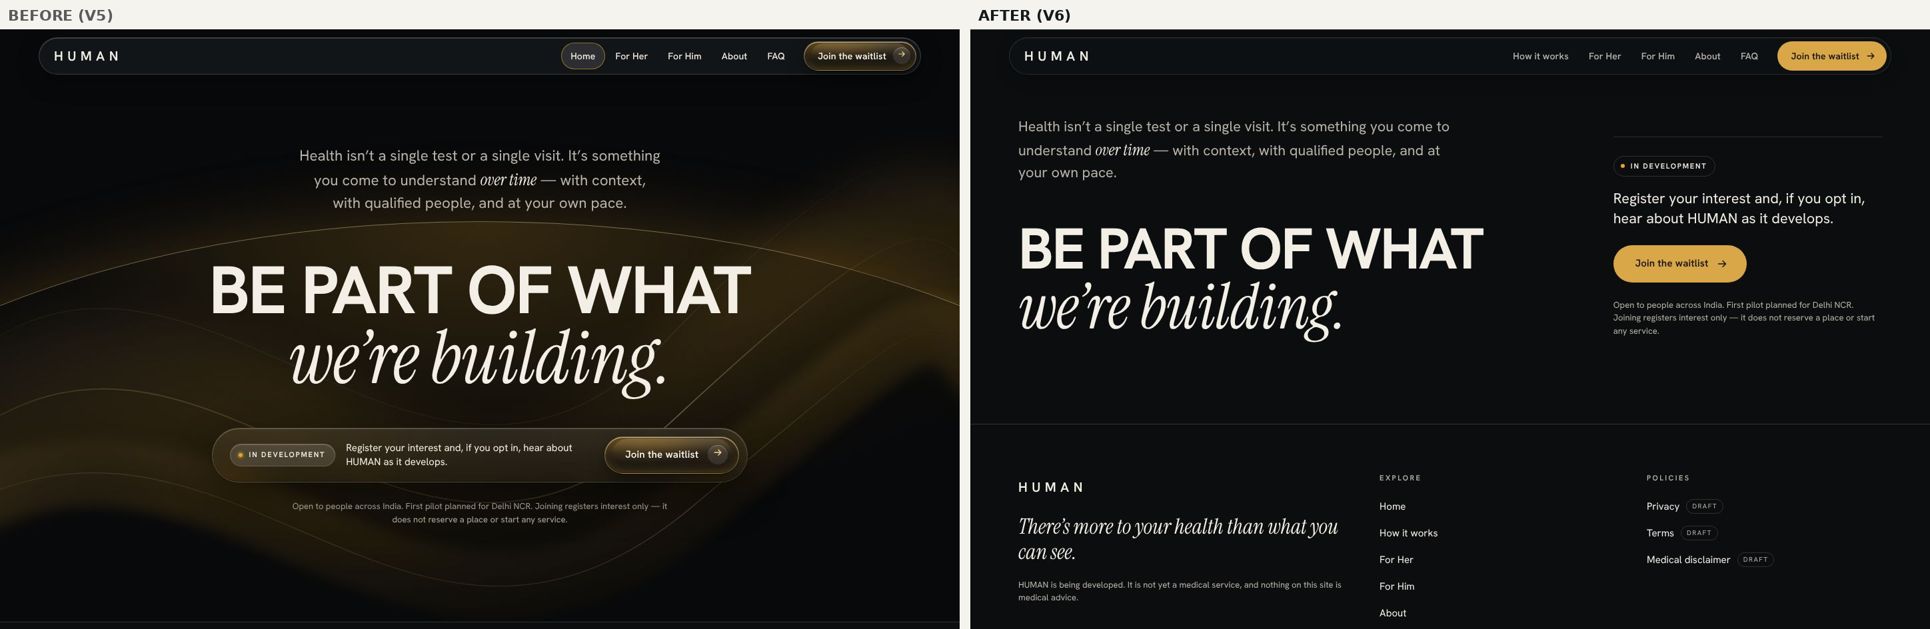 BEFORE (V5)
HUMAN
Home
For Her
For Him
About
FAQ
Join the waitlist →
Health isn’t a single test or a single visit. It’s something
you come to understand over time — with context,
with qualified people, and at your own pace.
BE PART OF WHAT
we’re building.
IN DEVELOPMENT
Register your interest and, if you opt in, hear about
HUMAN as it develops.
Join the waitlist →
Open to people across India. First pilot planned for Delhi NCR. Joining registers interest only — it
does not reserve a place or start any service.
AFTER (V6)
HUMAN
How it works
For Her
For Him
About
FAQ
Join the waitlist →
Health isn’t a single test or a single visit. It’s something you come to
understand over time — with context, with qualified people, and at
your own pace.
BE PART OF WHAT
we’re building.
IN DEVELOPMENT
Register your interest and, if you opt in,
hear about HUMAN as it develops.
Join the waitlist →
Open to people across India. First pilot planned for Delhi NCR.
Joining registers interest only — it does not reserve a place or start
any service.
HUMAN
There’s more to your health than what you
can see.
HUMAN is being developed. It is not yet a medical service, and nothing on this site is
medical advice.
EXPLORE
Home
How it works
For Her
For Him
About
POLICIES
Privacy DRAFT
Terms DRAFT
Medical disclaimer DRAFT